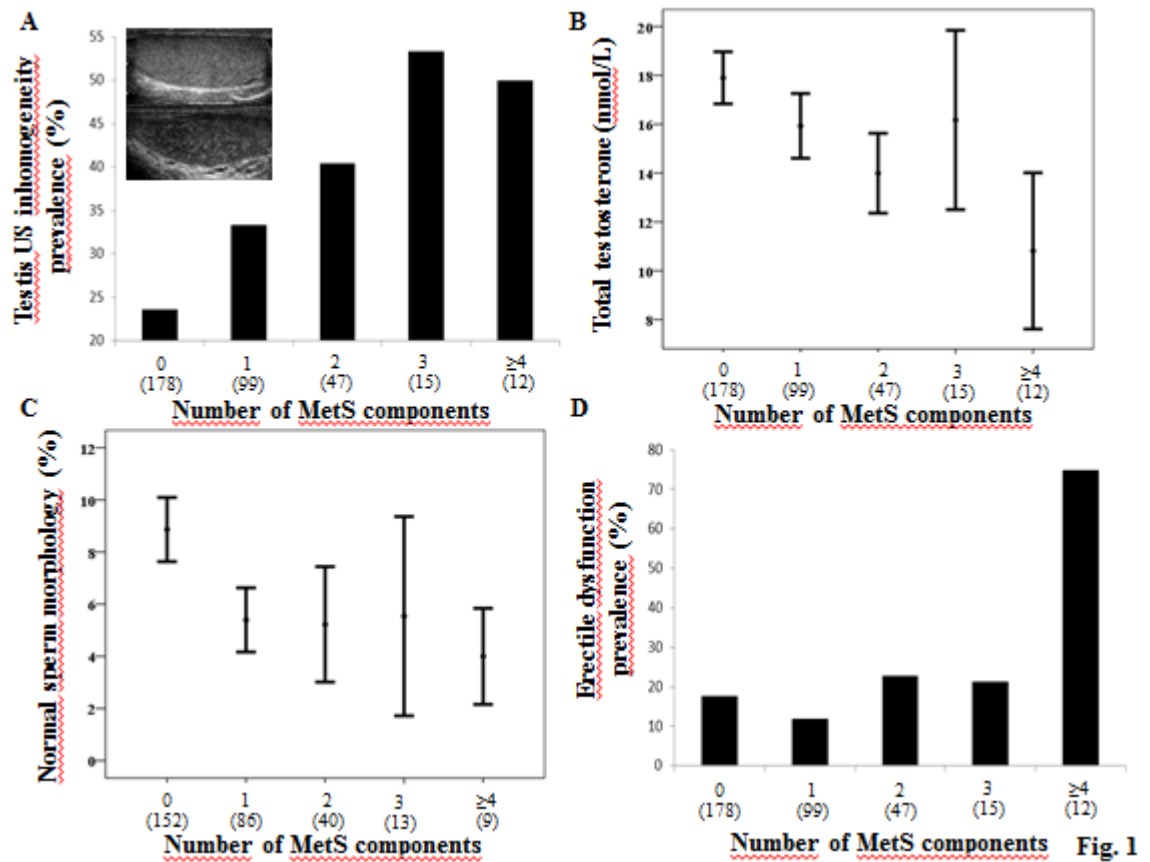 A
Testis US inhomogeneity
prevalence (%)
55
50
45
40
35
30
25
20
0 1 2 3 ≥4
(178) (99) (47) (15) (12)
Number of MetS components
B
Total testosterone (nmol/L)
20
18
16
14
12
10
8
0 1 2 3 ≥4
(178) (99) (47) (15) (12)
Number of MetS components
C
Normal sperm morphology (%)
12
10
8
6
4
2
0
0 1 2 3 ≥4
(152) (86) (40) (13) (9)
Number of MetS components
D
Erectile dysfunction
prevalence (%)
80
70
60
50
40
30
20
10
0
0 1 2 3 ≥4
(178) (99) (47) (15) (12)
Number of MetS components
Fig. 1